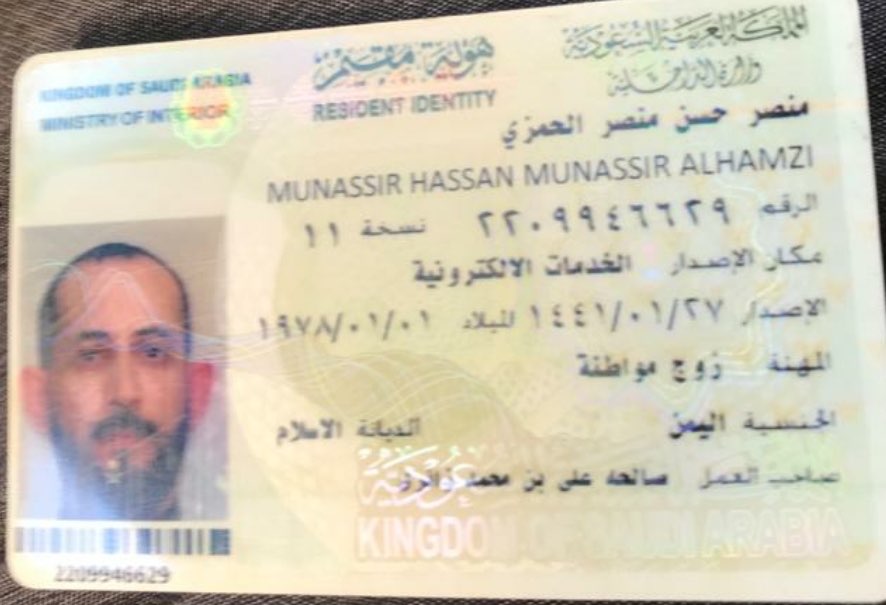 المملكة العربية السعودية
وزارة الداخلية
هوية مقيم
RESIDENT IDENTITY
KINGDOM OF SAUDI ARABIA
MINISTRY OF INTERIOR
منصر حسن منصر الحمزي
MUNASSIR HASSAN MUNASSIR ALHAMZI
الرقم ٢٢٠٩٩٤٦٦٢٩ نسخة ١١
مكان الإصدار الخدمات الالكترونية
الإصدار ١٤٤١/٠١/٢٧ الميلاد ١٩٧٨/٠١/٠١
المهنة زوج مواطنة
الجنسية اليمن الديانة الاسلام
صاحب العمل صالحه على بن محمد
KINGDOM OF SAUDI ARABIA
2209946629